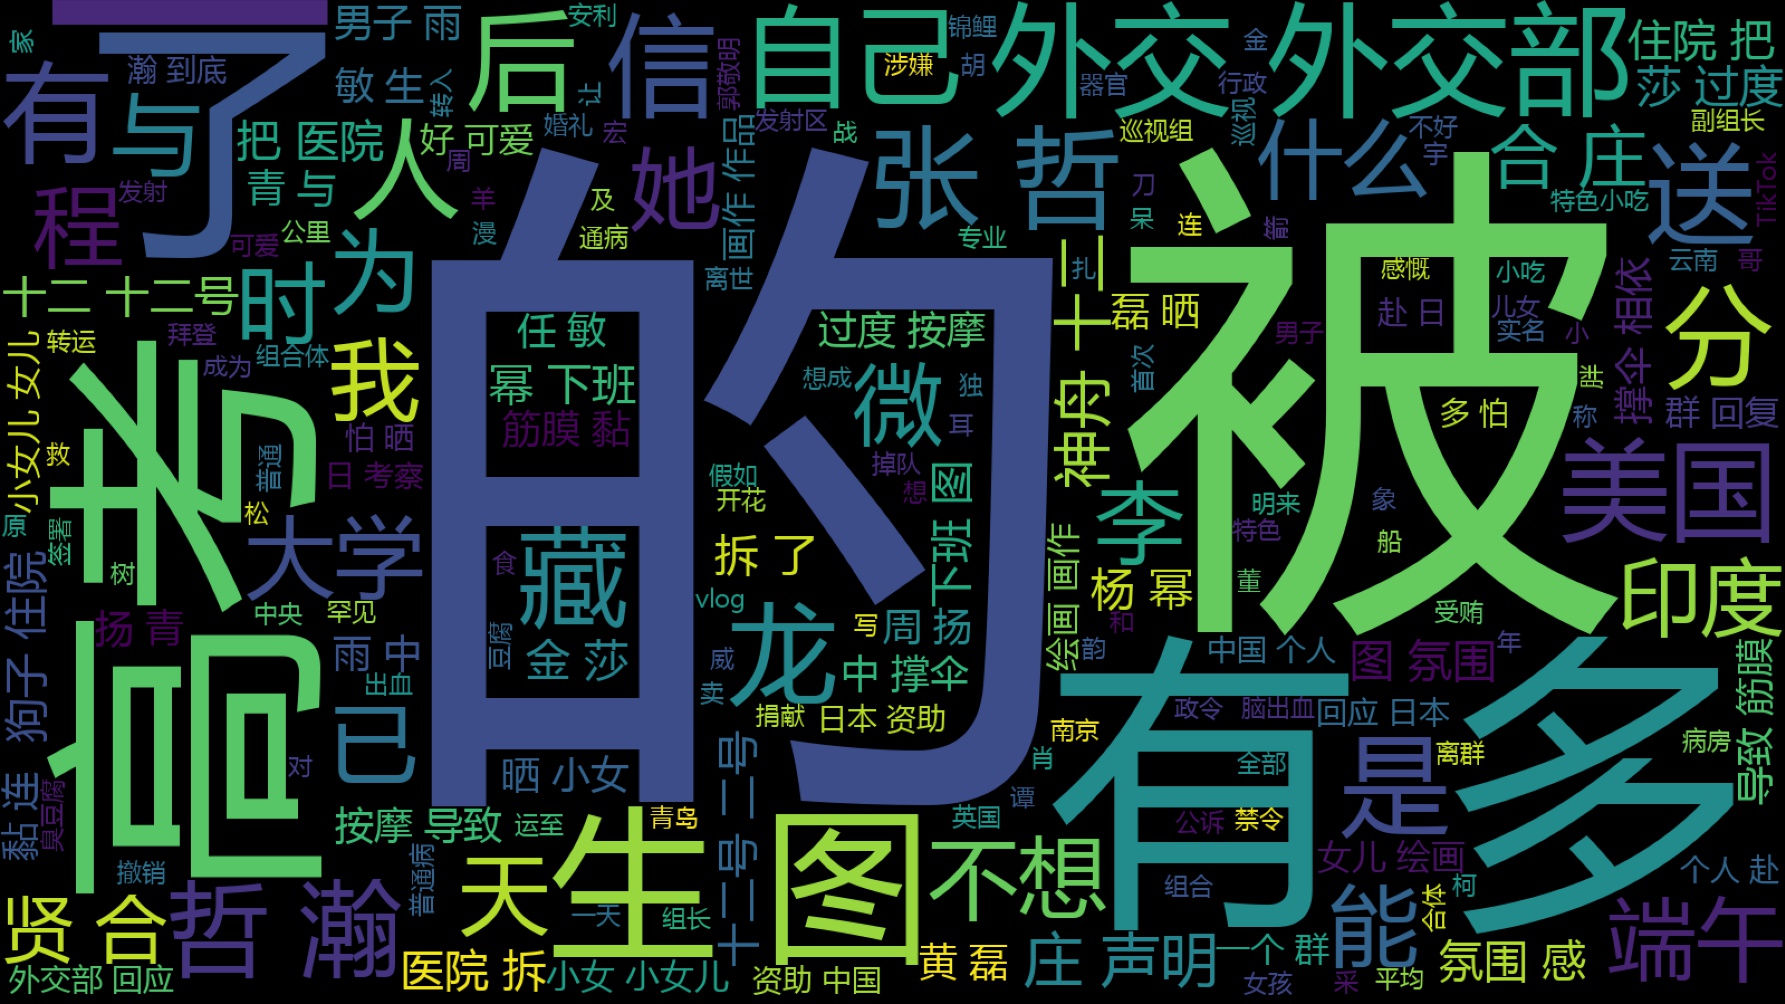 家
了
男子 雨
后
安利
信
自己
锦鲤
外交
外交部
住院 把
瀚 到底
敏 生
转入
让
郭敬明
涉嫌
胡
器官
金
行政
莎 过度
有
与
把 医院
人
好 可爱
婚礼
宏
画作 作品
发射区
战
巡视组
巡视
什么
不好
宇
合 庄
副组长
程
发射
青 与
周
羊
她
张 哲
刀
呆
送
特色小吃
TikTok
可爱
公里
漫
及
通病
离世
专业
连
十二 十二号
时
为
的
被
扎
感慨
小吃
云南
哥
小女儿 女儿
转运
拜登
成为
组合体
我
任 敏
过度 按摩
神舟 十二
磊 晒
赴 日
儿女
实名
小
撑伞 相依
分
高考
幂 下班
想成
微
独
首次
男子
胖
救
普通
怕 晒
筋膜 黏
耳
多 怕
称
群 回复
日 考察
假如
掉队
想
图
原
签署
松
大学
开花
下班 图
李
明来
象
美国
狗子 住院
树
食
藏
拆 了
绘画 画作
特色
船
中央
罕见
vlog
杨 幂
董
印度
扬 青
雨 中
豆腐
金 莎
龙
写
周 扬
和
受贿
出血
威
中 撑伞
韵
中国 个人
图 氛围
年
筋膜
已
卖
捐献
日本 资助
南京
有
政令
脑出血
回应 日本
多
导致 筋膜
病房
黏 连
臭豆腐
对
晒 小女
十二号 二号
肖
全部
是
离群
按摩 导致
运至
生
青岛
图
谭
英国
公诉
禁令
撤销
普通病
天
不想
女儿 绘画
个人 赴
贤 合
哲 瀚
一天
组长
组合
能
柯
合体
端午
外交部 回应
医院 拆
小女 小女儿
资助 中国
黄 磊
庄 声明
一个 群
女孩
采
平均
氛围 感